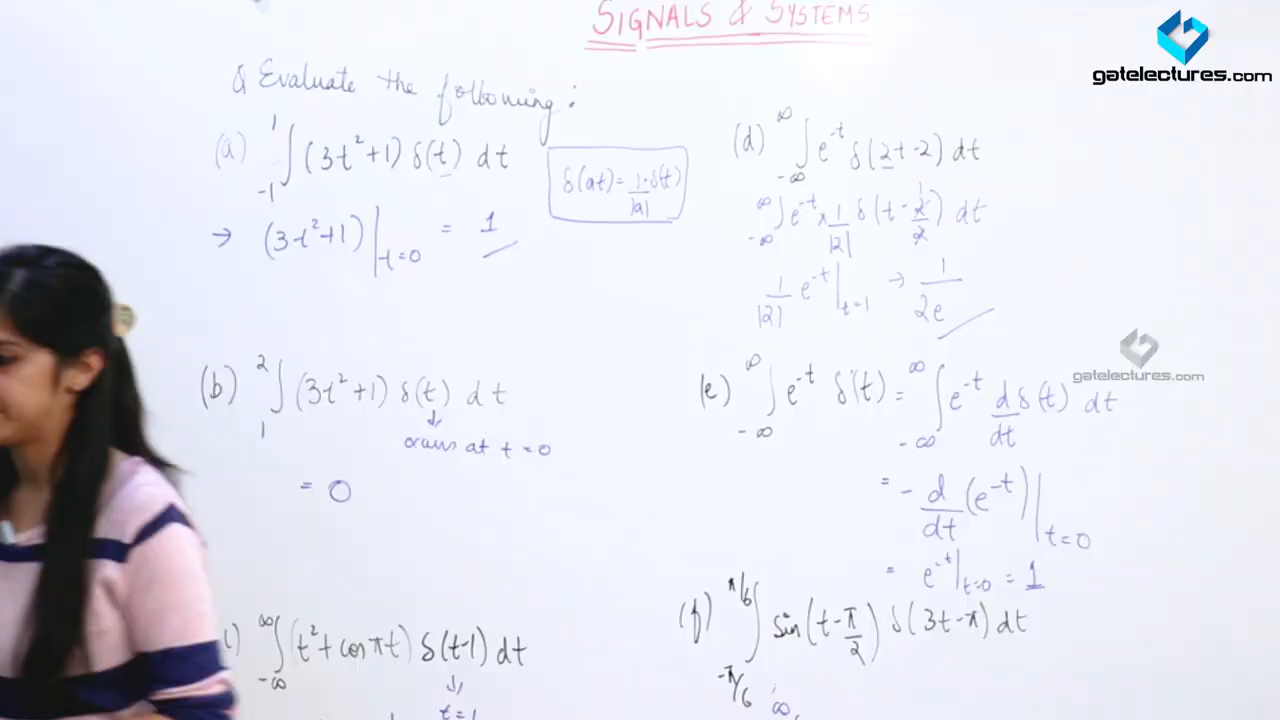 SIGNALS & SYSTEMS
gatelectures.com
Q Evaluate the following :
(a) ∫_{-1}^{1} (3t²+1) δ(t) dt
δ(at) = 1/|a| · δ(t)
→ (3t²+1)|_{t=0} = 1
(b) ∫_{1}^{2} (3t²+1) δ(t) dt
↓
occurs at t = 0
= 0
∫_{-∞}^{∞} (t² + cos πt) δ(t-1) dt
↓
t = 1
(d) ∫_{-∞}^{∞} e^{-t} δ(2t-2) dt
∫_{-∞}^{∞} e^{-t} × 1/|2| δ(t - 2/2) dt
1/|2| e^{-t}|_{t=1} → 1/2e
(e) ∫_{-∞}^{∞} e^{-t} δ'(t) = ∫_{-∞}^{∞} e^{-t} d/dt δ(t) dt
gatelectures.com
= - d/dt (e^{-t})|_{t=0}
= e^{-t}|_{t=0} = 1
(f) ∫_{-π/6}^{π/6} sin(t - π/2) δ(3t-π) dt
∞